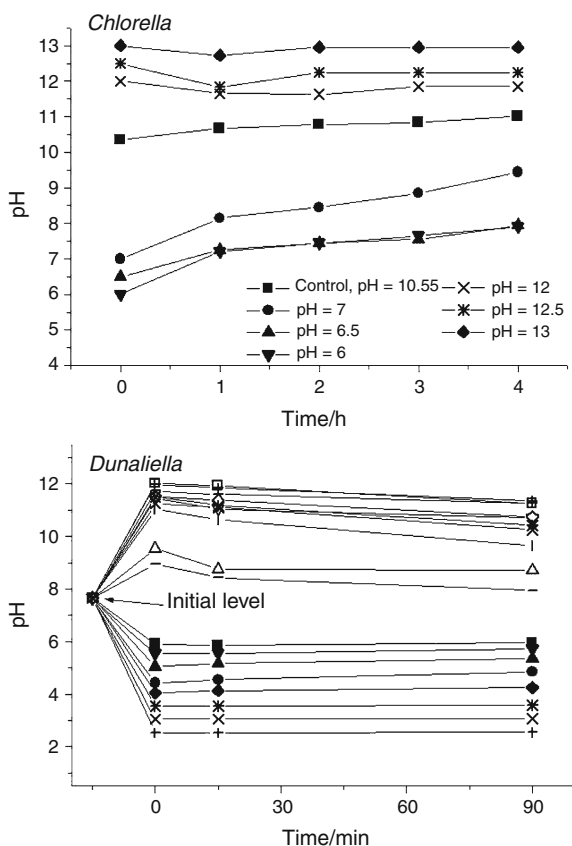 Chlorella
13
12
11
10
9
8
7
6
5
4
pH
Control, pH = 10.55
pH = 7
pH = 6.5
pH = 6
pH = 12
pH = 12.5
pH = 13
0 1 2 3 4
Time/h
Dunaliella
12
10
8
6
4
2
pH
Initial level
0 30 60 90
Time/min